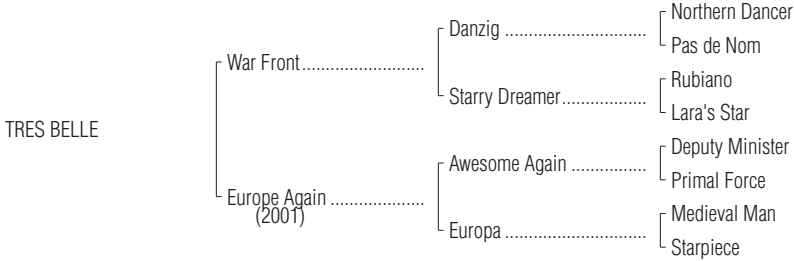 Northern Dancer
Danzig ..............................
Pas de Nom
War Front..........................
Rubiano
Starry Dreamer..................
Lara's Star
TRES BELLE
Deputy Minister
Awesome Again ................
Primal Force
Europe Again ....................
(2001)
Medieval Man
Europa ..............................
Starpiece